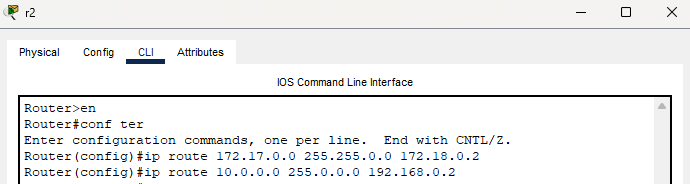 r2
Physical Config CLI Attributes
IOS Command Line Interface
Router>en
Router#conf ter
Enter configuration commands, one per line.  End with CNTL/Z.
Router(config)#ip route 172.17.0.0 255.255.0.0 172.18.0.2
Router(config)#ip route 10.0.0.0 255.0.0.0 192.168.0.2